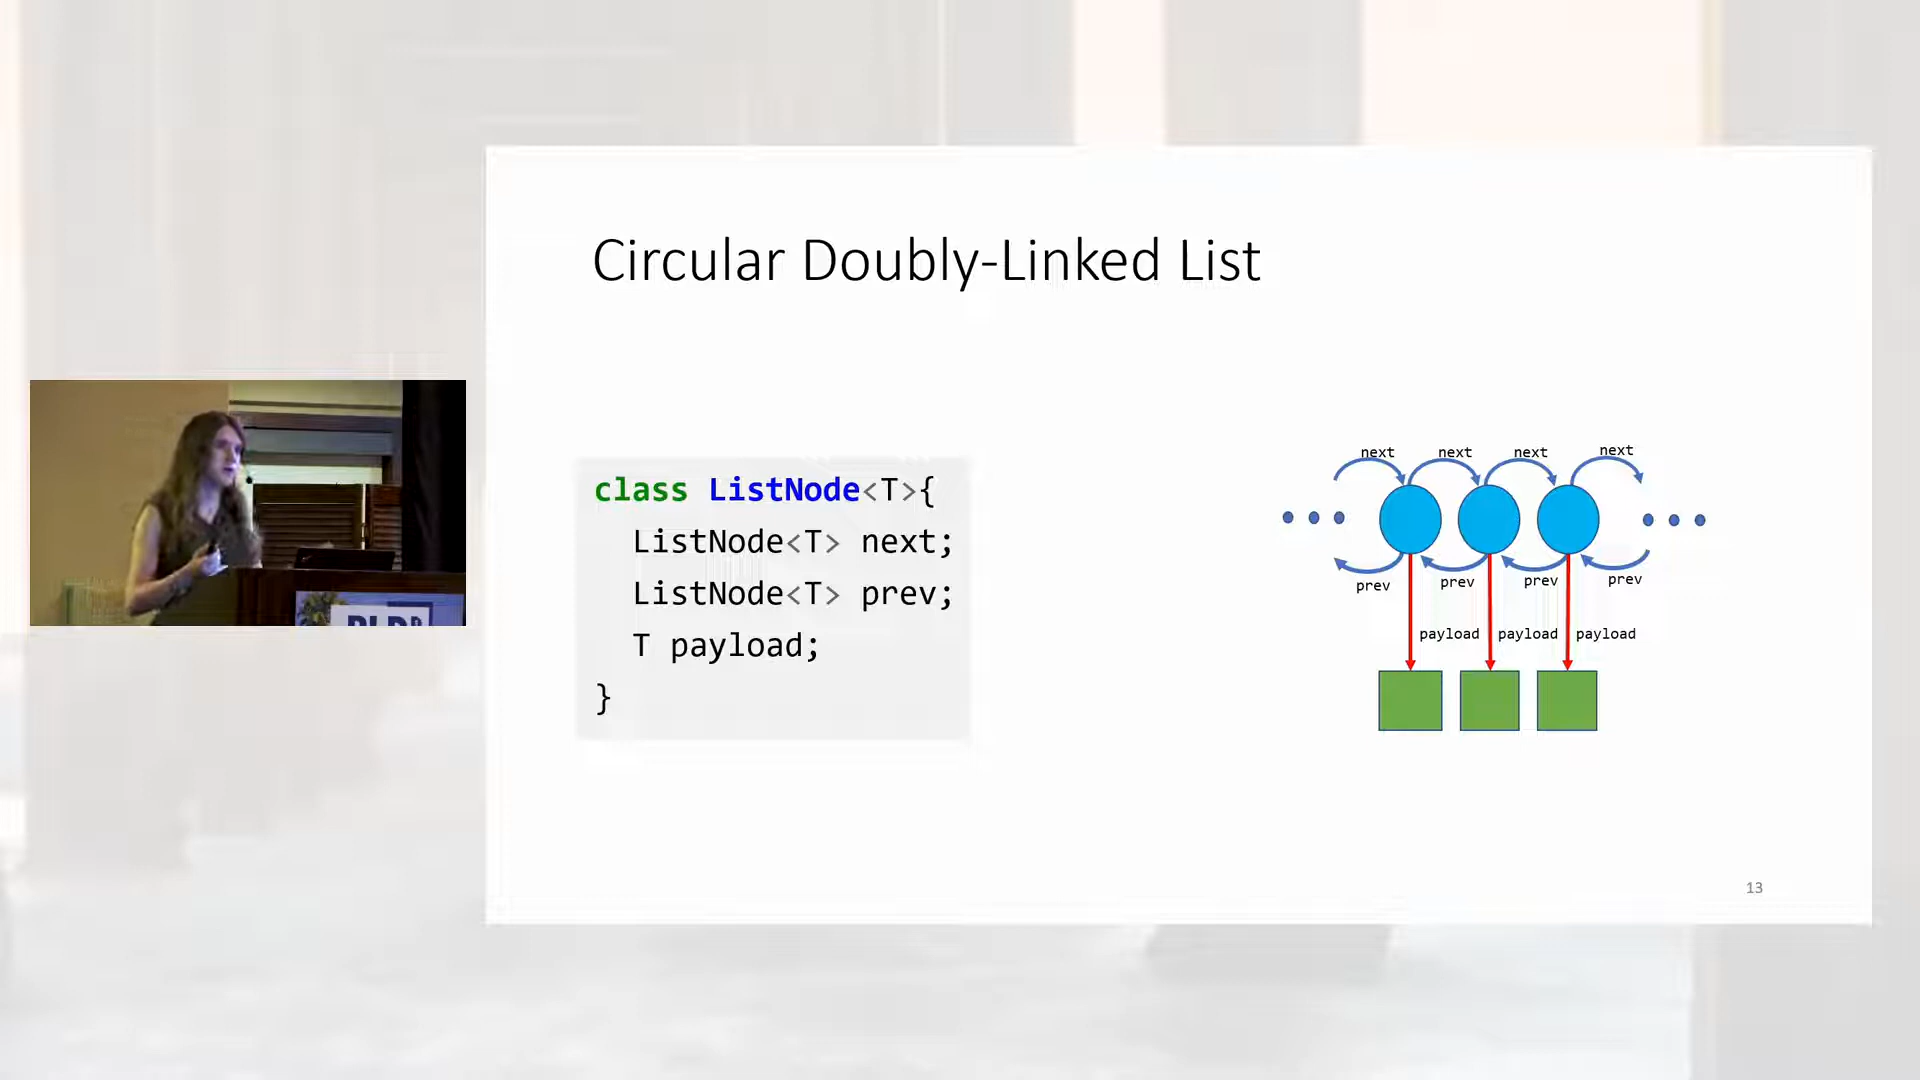 Circular Doubly-Linked List
class ListNode<T>{
ListNode<T> next;
ListNode<T> prev;
T payload;
}
next next next next
prev prev prev prev
payload payload payload
13